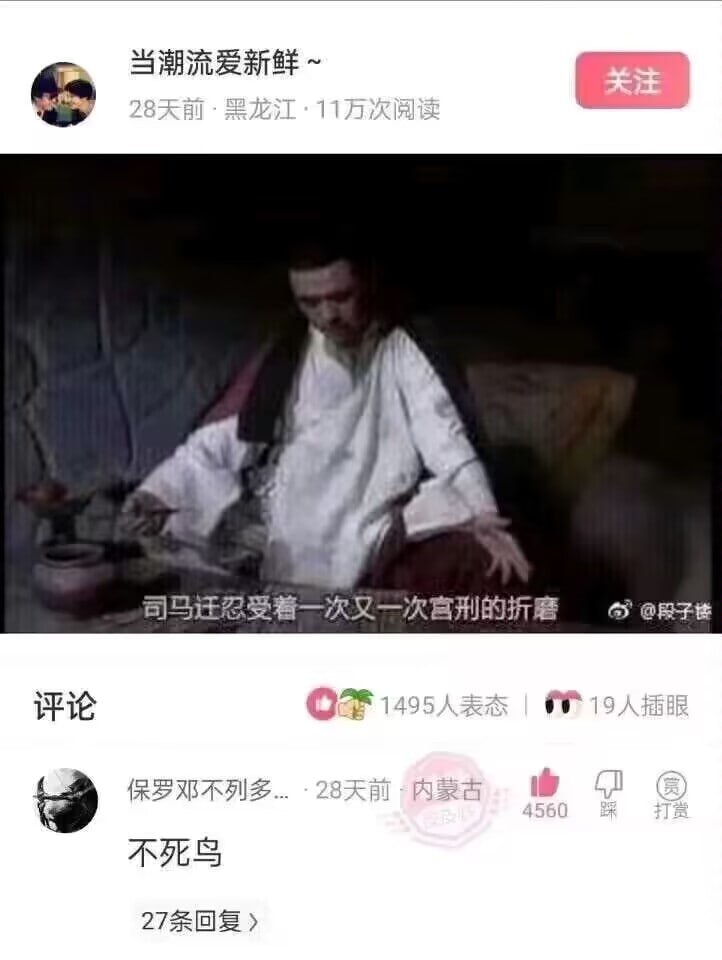 当潮流爱新鲜~
28天前 · 黑龙江 · 11万次阅读
关注
司马迁忍受着一次又一次宫刑的折磨
@段子楼
评论
1495人表态
19人插眼
保罗邓不列多... · 28天前 · 内蒙古
4560
踩
赏
打赏
不死鸟
27条回复 >